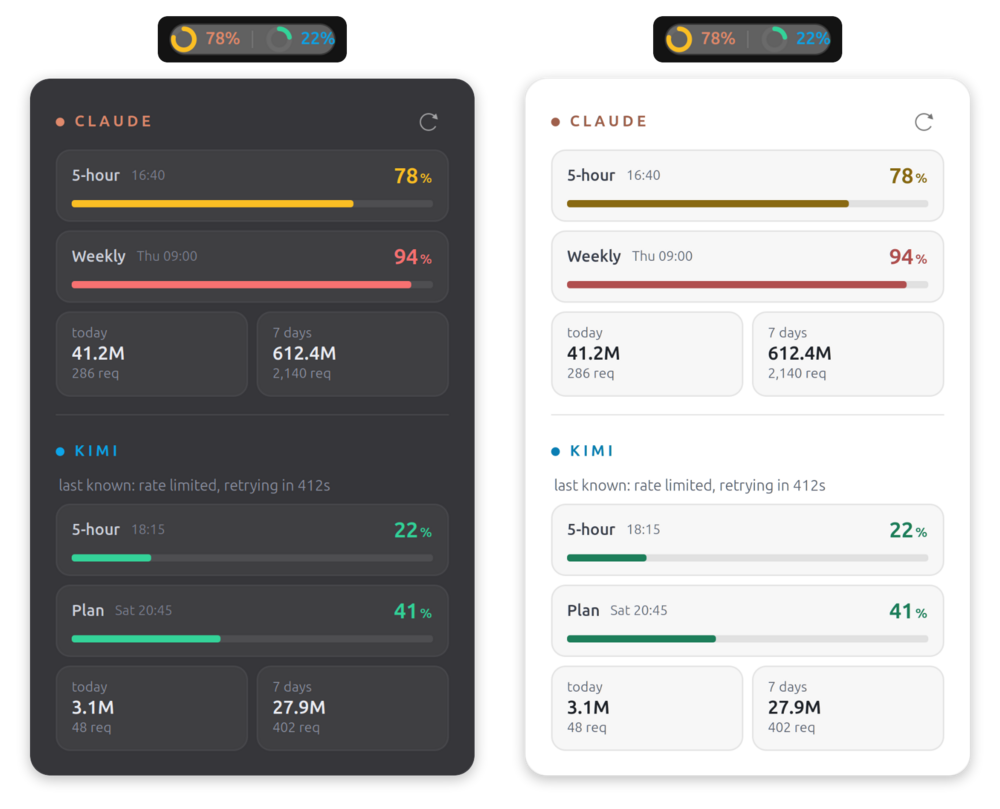 78% | 22%
CLAUDE
5-hour 16:40 78%
Weekly Thu 09:00 94%
today 7 days
41.2M 612.4M
286 req 2,140 req
KIMI
last known: rate limited, retrying in 412s
5-hour 18:15 22%
Plan Sat 20:45 41%
today 7 days
3.1M 27.9M
48 req 402 req
78% | 22%
CLAUDE
5-hour 16:40 78%
Weekly Thu 09:00 94%
today 7 days
41.2M 612.4M
286 req 2,140 req
KIMI
last known: rate limited, retrying in 412s
5-hour 18:15 22%
Plan Sat 20:45 41%
today 7 days
3.1M 27.9M
48 req 402 req